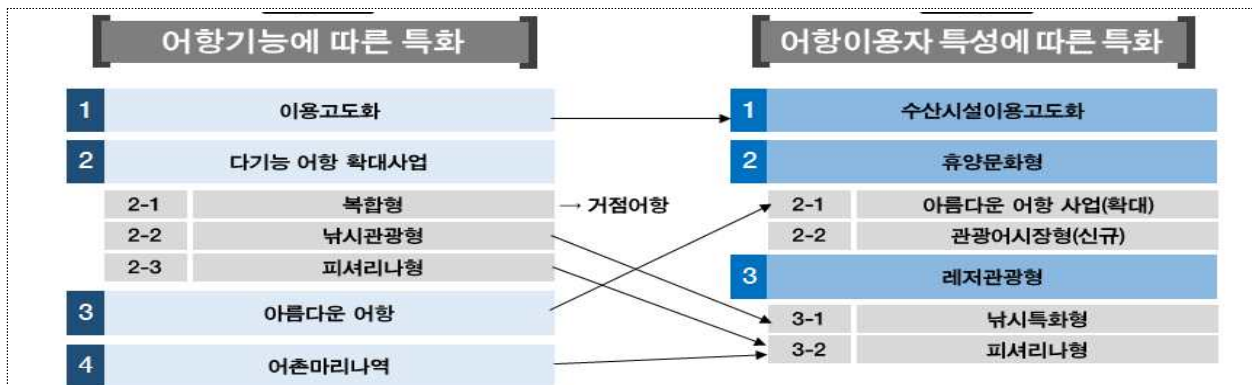 어항기능에 따른 특화
1 이용고도화
2 다기능 어항 확대사업
2-1 복합형 → 거점어항
2-2 낚시관광형
2-3 피셔리나형
3 아름다운 어항
4 어촌마리나역
어항이용자 특성에 따른 특화
1 수산시설이용고도화
2 휴양문화형
2-1 아름다운 어항 사업(확대)
2-2 관광어시장형(신규)
3 레저관광형
3-1 낚시특화형
3-2 피셔리나형